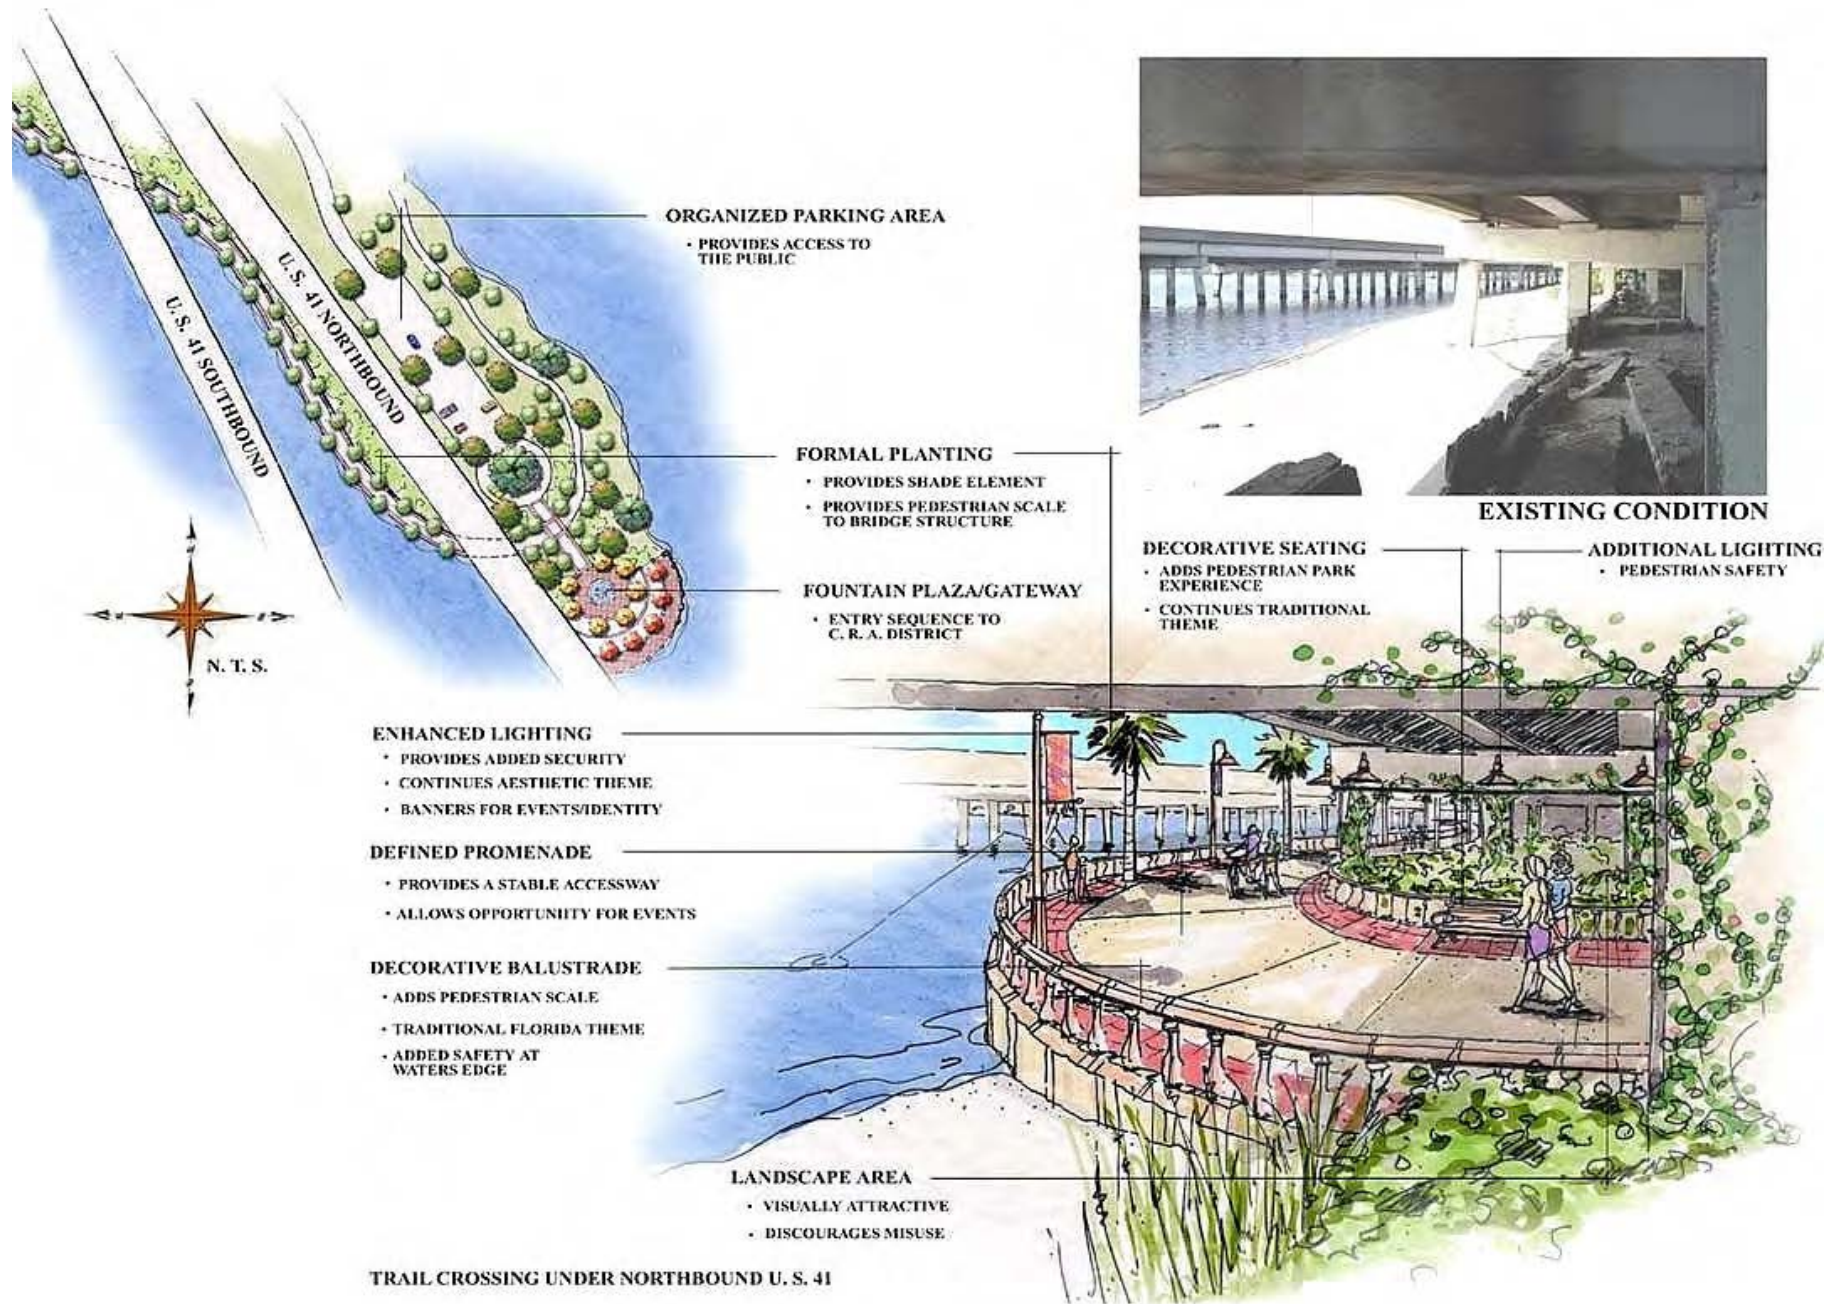 ORGANIZED PARKING AREA
• PROVIDES ACCESS TO
THE PUBLIC
U. S. 41 NORTHBOUND
U. S. 41 SOUTHBOUND
FORMAL PLANTING
• PROVIDES SHADE ELEMENT
• PROVIDES PEDESTRIAN SCALE
TO BRIDGE STRUCTURE
EXISTING CONDITION
FOUNTAIN PLAZA/GATEWAY
• ENTRY SEQUENCE TO
C. R. A. DISTRICT
DECORATIVE SEATING
• ADDS PEDESTRIAN PARK
EXPERIENCE
• CONTINUES TRADITIONAL
THEME
ADDITIONAL LIGHTING
• PEDESTRIAN SAFETY
N. T. S.
ENHANCED LIGHTING
• PROVIDES ADDED SECURITY
• CONTINUES AESTHETIC THEME
• BANNERS FOR EVENTS/IDENTITY
DEFINED PROMENADE
• PROVIDES A STABLE ACCESSWAY
• ALLOWS OPPORTUNIITY FOR EVENTS
DECORATIVE BALUSTRADE
• ADDS PEDESTRIAN SCALE
• TRADITIONAL FLORIDA THEME
• ADDED SAFETY AT
WATERS EDGE
LANDSCAPE AREA
• VISUALLY ATTRACTIVE
• DISCOURAGES MISUSE
TRAIL CROSSING UNDER NORTHBOUND U. S. 41